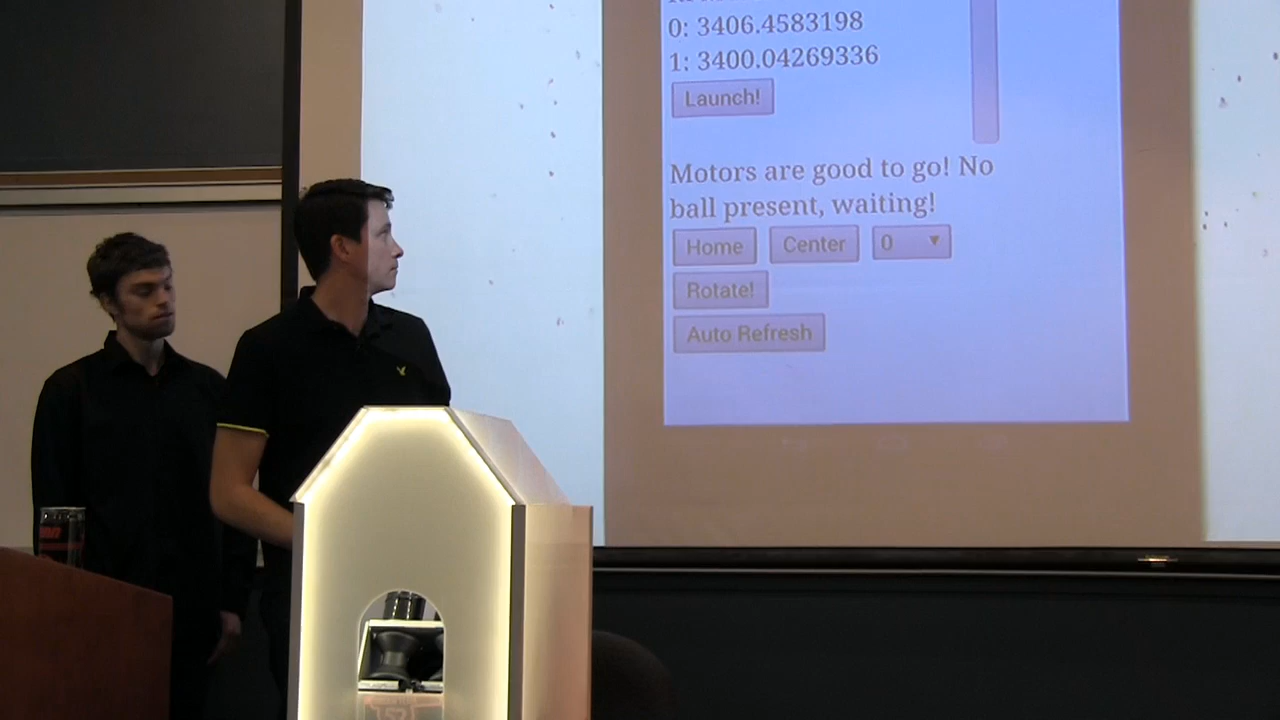 0: 3406.4583198
1: 3400.04269336
Launch!
Motors are good to go! No
ball present, waiting!
Home Center 0
Rotate!
Auto Refresh